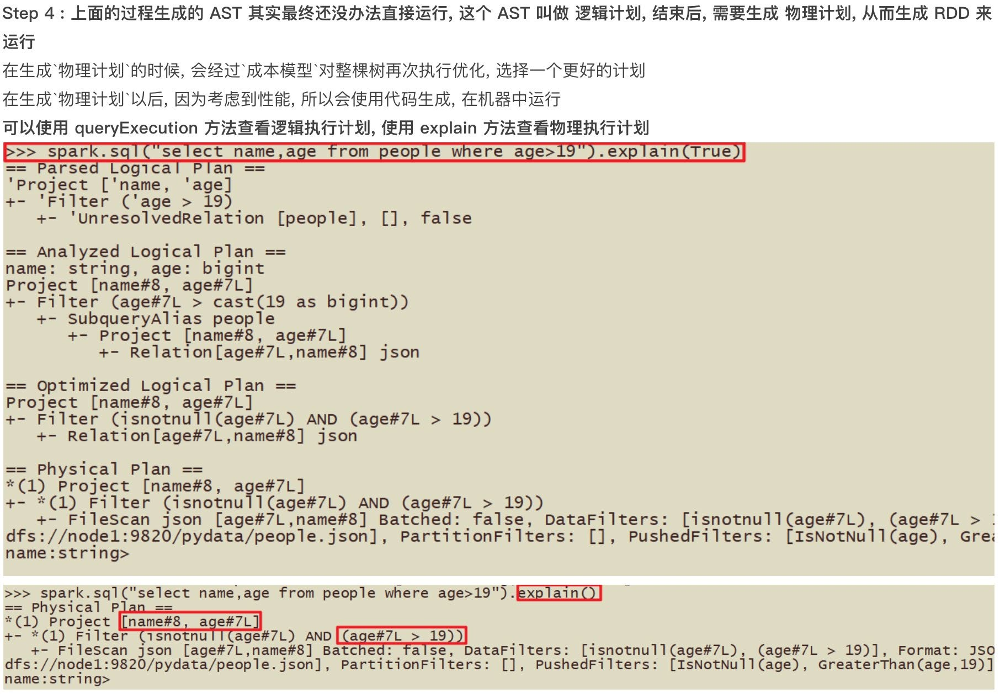 Step 4 : 上面的过程生成的 AST 其实最终还没办法直接运行, 这个 AST 叫做 逻辑计划, 结束后, 需要生成 物理计划, 从而生成 RDD 来
运行
在生成`物理计划`的时候, 会经过`成本模型`对整棵树再次执行优化, 选择一个更好的计划
在生成`物理计划`以后, 因为考虑到性能, 所以会使用代码生成, 在机器中运行
可以使用 queryExecution 方法查看逻辑执行计划, 使用 explain 方法查看物理执行计划
>>> spark.sql("select name,age from people where age>19").explain(True)
== Parsed Logical Plan ==
'Project ['name, 'age]
+- 'Filter ('age > 19)
   +- 'UnresolvedRelation [people], [], false
== Analyzed Logical Plan ==
name: string, age: bigint
Project [name#8, age#7L]
+- Filter (age#7L > cast(19 as bigint))
   +- SubqueryAlias people
      +- Project [name#8, age#7L]
         +- Relation[age#7L,name#8] json
== Optimized Logical Plan ==
Project [name#8, age#7L]
+- Filter (isnotnull(age#7L) AND (age#7L > 19))
   +- Relation[age#7L,name#8] json
== Physical Plan ==
*(1) Project [name#8, age#7L]
+- *(1) Filter (isnotnull(age#7L) AND (age#7L > 19))
   +- FileScan json [age#7L,name#8] Batched: false, DataFilters: [isnotnull(age#7L), (age#7L >
dfs://node1:9820/pydata/people.json], PartitionFilters: [], PushedFilters: [IsNotNull(age), Grea
name:string>
>>> spark.sql("select name,age from people where age>19").explain()
== Physical Plan ==
*(1) Project [name#8, age#7L]
+- *(1) Filter (isnotnull(age#7L) AND (age#7L > 19))
   +- FileScan json [age#7L,name#8] Batched: false, DataFilters: [isnotnull(age#7L), (age#7L > 19)], Format: JSO
dfs://node1:9820/pydata/people.json], PartitionFilters: [], PushedFilters: [IsNotNull(age), GreaterThan(age,19)]
name:string>